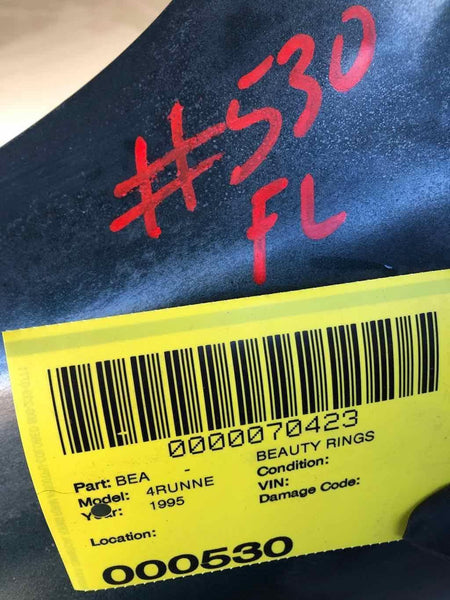 #530
FL
0000070423
Part: BEA - BEAUTY RINGS
Model: 4RUNNE Condition:
Year: 1995 VIN:
Damage Code:
Location:
000530